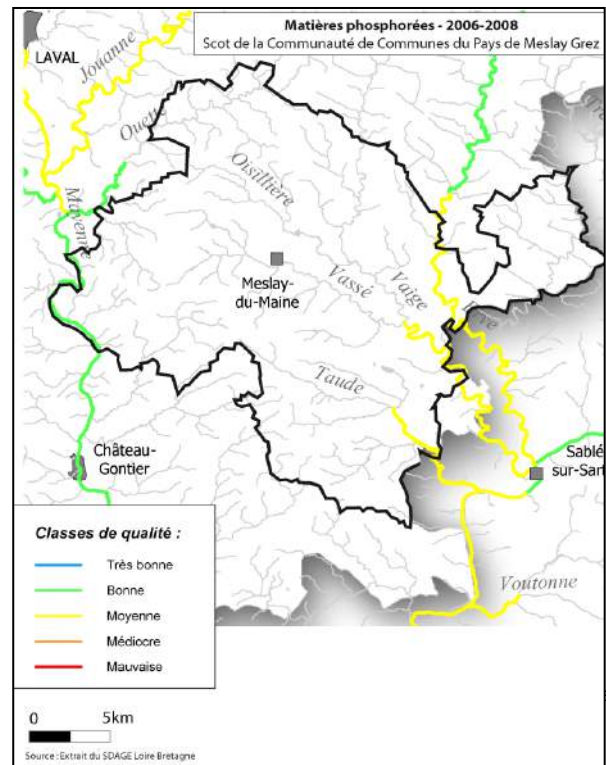 Matières phosphorées - 2006-2008
Scot de la Communauté de Communes du Pays de Meslay Grez
LAVAL
Jouanne
Ouette
Oisillière
Mayenne
Meslay-
du-Maine
Vassé
Vaige
Erve
Taude
Château-
Gontier
Sablé
sur-Sart
Voutonne
Classes de qualité :
Très bonne
Bonne
Moyenne
Médiocre
Mauvaise
0 5km
Source : Extrait du SDAGE Loire Bretagne